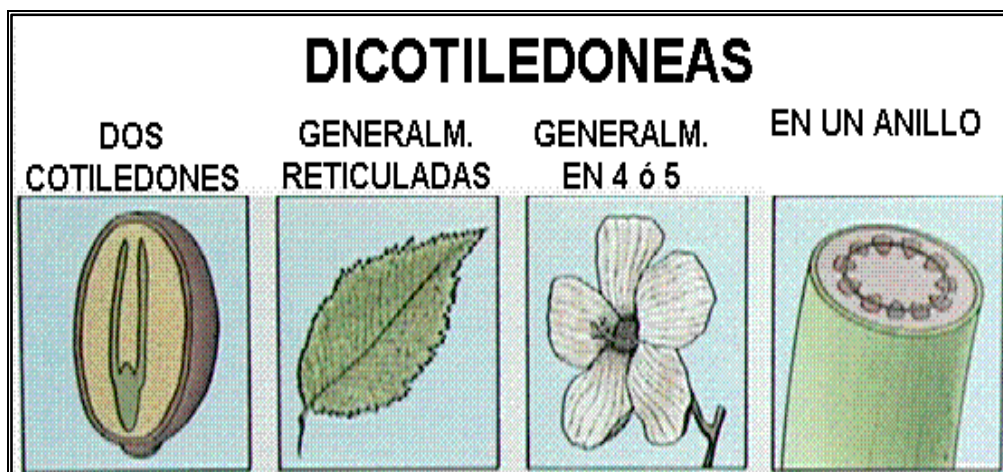 DICOTILEDONEAS
DOS
COTILEDONES
GENERALM.
RETICULADAS
GENERALM.
EN 4 ó 5
EN UN ANILLO